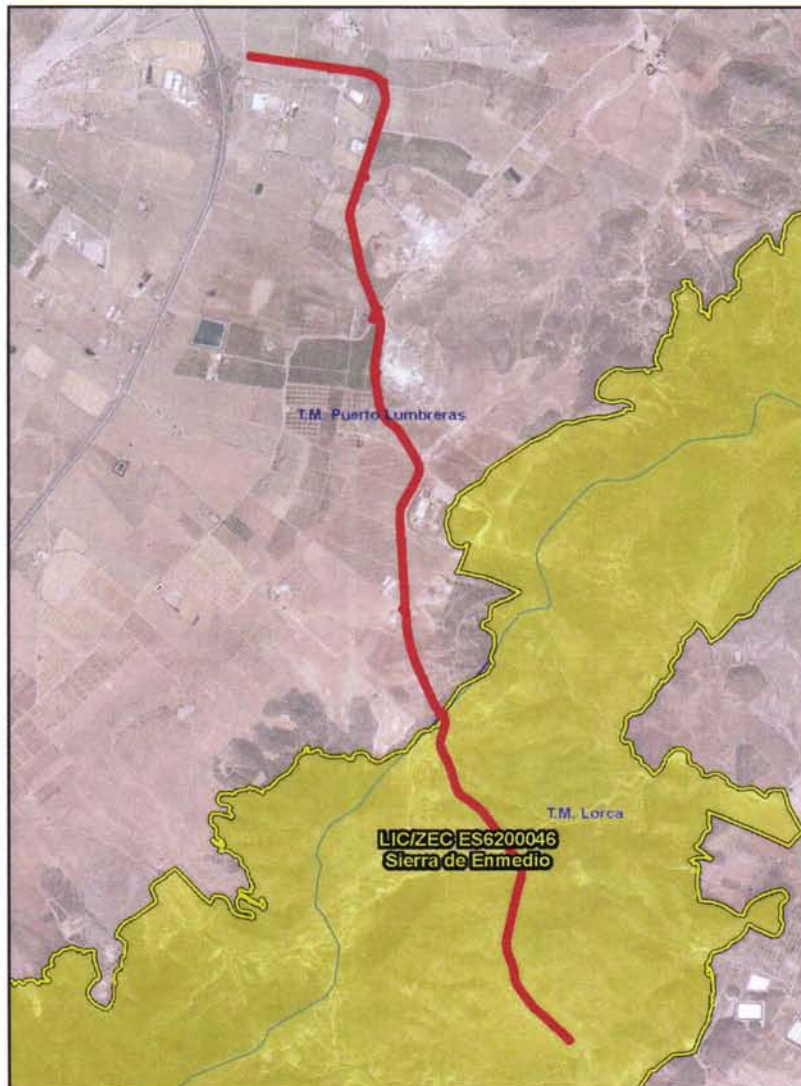 T.M. Puerto Lumbreras
T.M. Lorca
LIC/ZEC ES6200046
Sierra de Enmedio